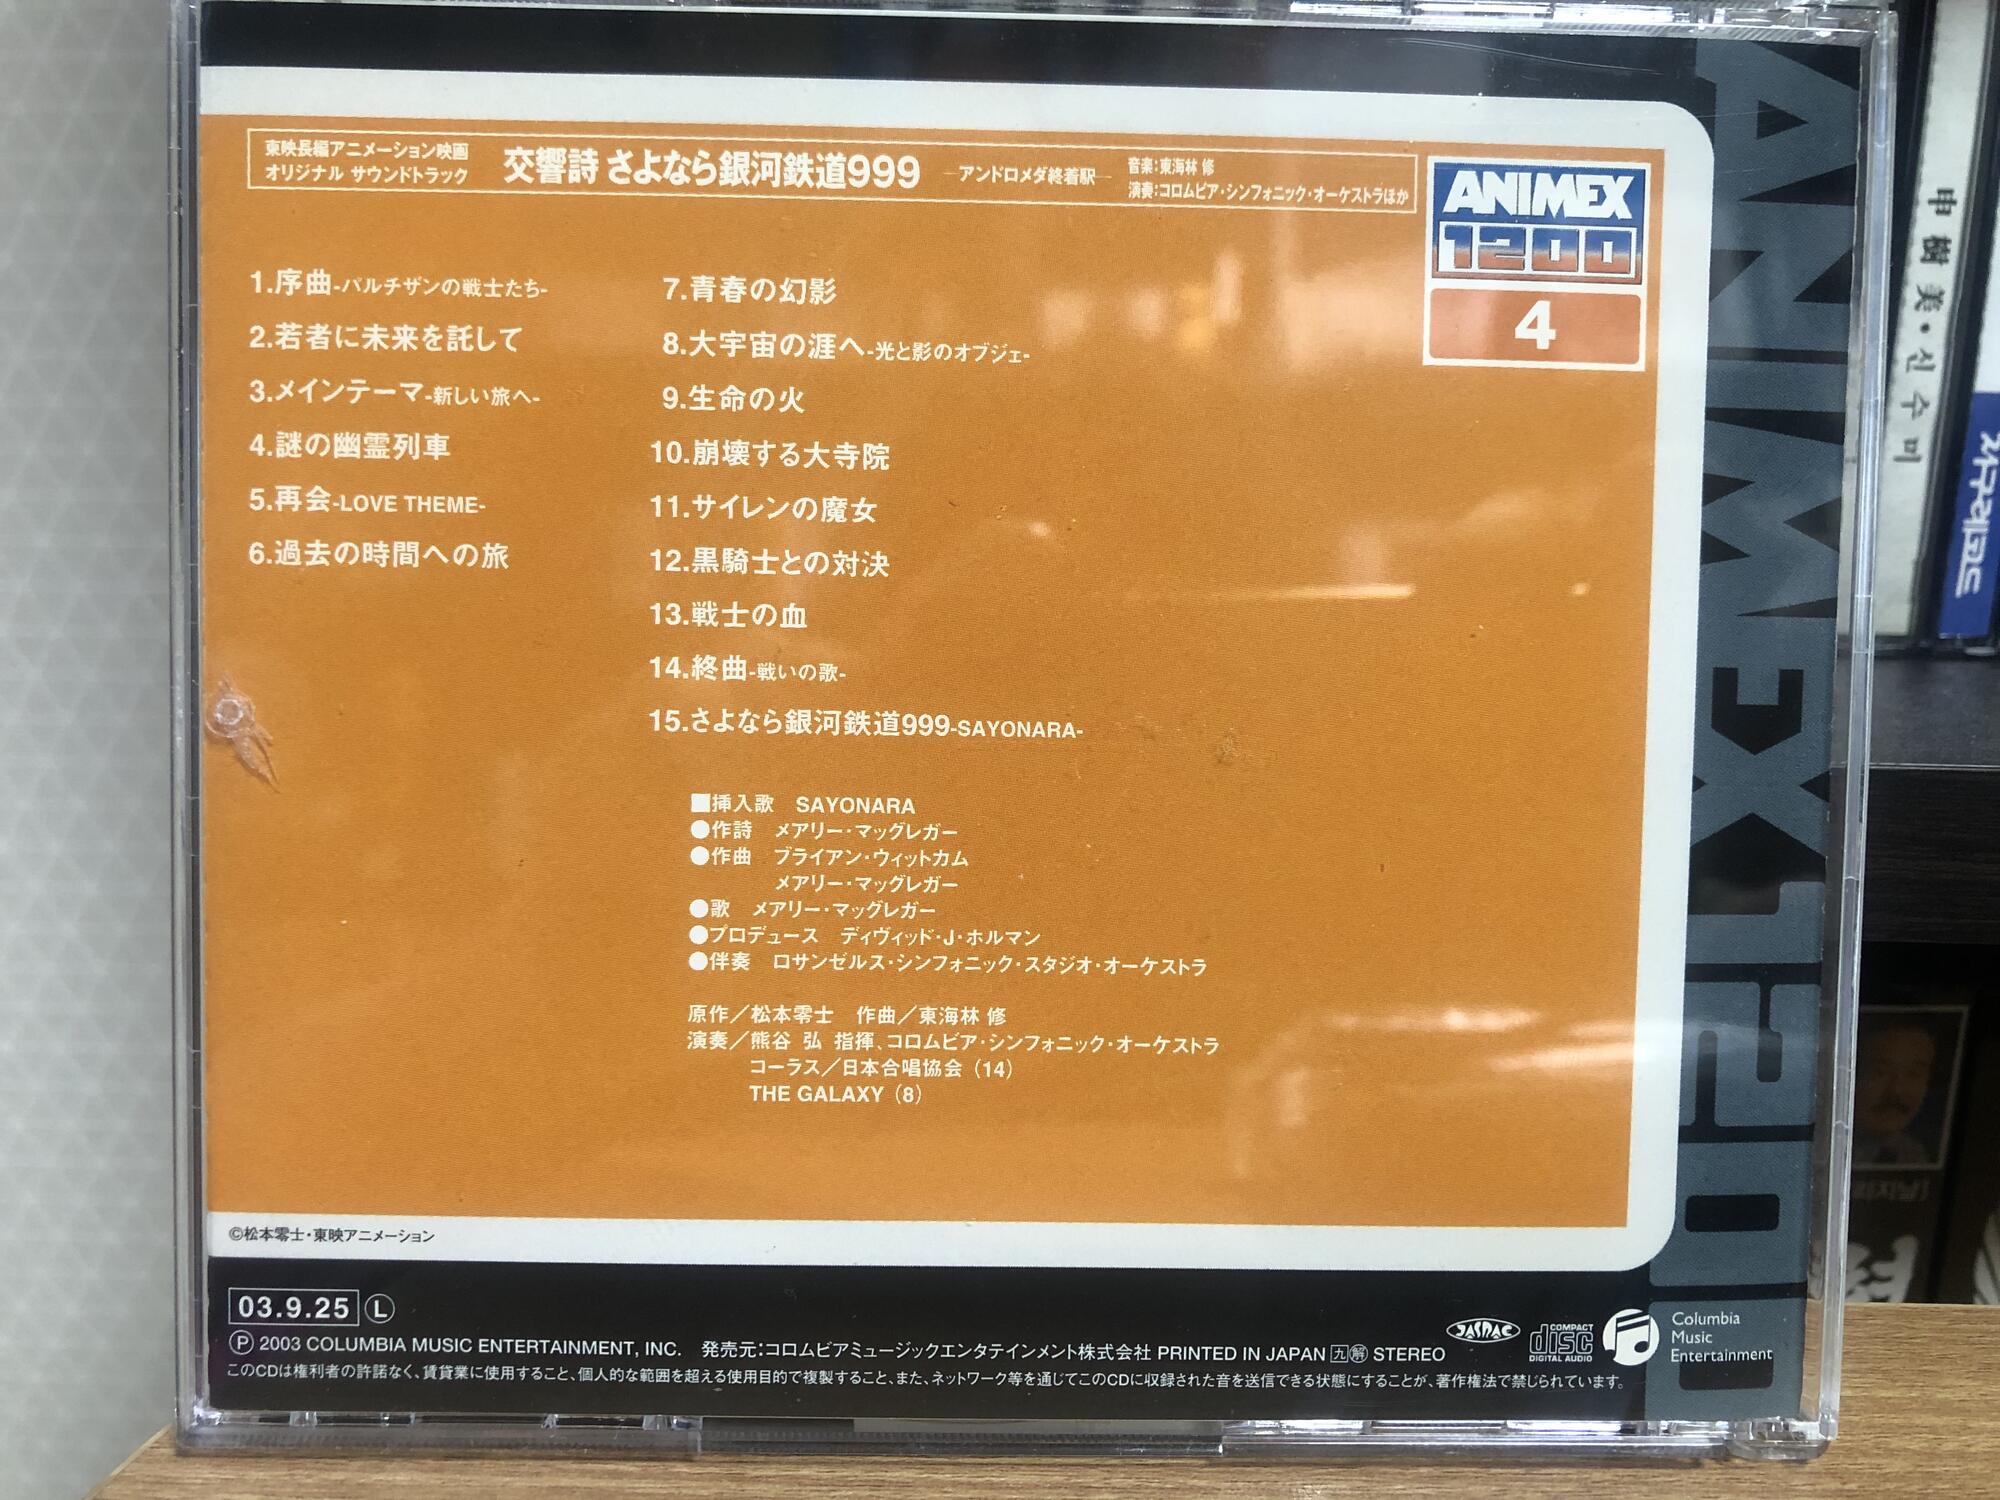 東映長編アニメーション映画
オリジナル サウンドトラック
交響詩 さよなら銀河鉄道999
―アンドロメダ終着駅―
音楽:東海林 修
演奏:コロムビア・シンフォニック・オーケストラほか
ANIMEX
1200
4
1.序曲-パルチザンの戦士たち-
2.若者に未来を託して
3.メインテーマ-新しい旅へ-
4.謎の幽霊列車
5.再会-LOVE THEME-
6.過去の時間への旅
7.青春の幻影
8.大宇宙の涯へ-光と影のオブジェ-
9.生命の火
10.崩壊する大寺院
11.サイレンの魔女
12.黒騎士との対決
13.戦士の血
14.終曲-戦いの歌-
15.さよなら銀河鉄道999-SAYONARA-
■挿入歌 SAYONARA
●作詩 メアリー・マッグレガー
●作曲 ブライアン・ウィットカム
メアリー・マッグレガー
●歌 メアリー・マッグレガー
●プロデュース ディヴィッド・J・ホルマン
●伴奏 ロサンゼルス・シンフォニック・スタジオ・オーケストラ
原作／松本零士 作曲／東海林 修
演奏／熊谷 弘 指揮、コロムビア・シンフォニック・オーケストラ
コーラス／日本合唱協会（14）
THE GALAXY（8）
©松本零士・東映アニメーション
03.9.25 Ⓛ
Ⓟ 2003 COLUMBIA MUSIC ENTERTAINMENT, INC. 発売元:コロムビアミュージックエンタテインメント株式会社 PRINTED IN JAPAN 九 解 STEREO
このCDは権利者の許諾なく、賃貸業に使用すること、個人的な範囲を超える使用目的で複製すること、また、ネットワーク等を通じてこのCDに収録された音を送信できる状態にすることが、著作権法で禁じられています。
JASRAC
COMPACT
disc
DIGITAL AUDIO
Columbia
Music
Entertainment
ANIMEX1200
申樹美・신수미